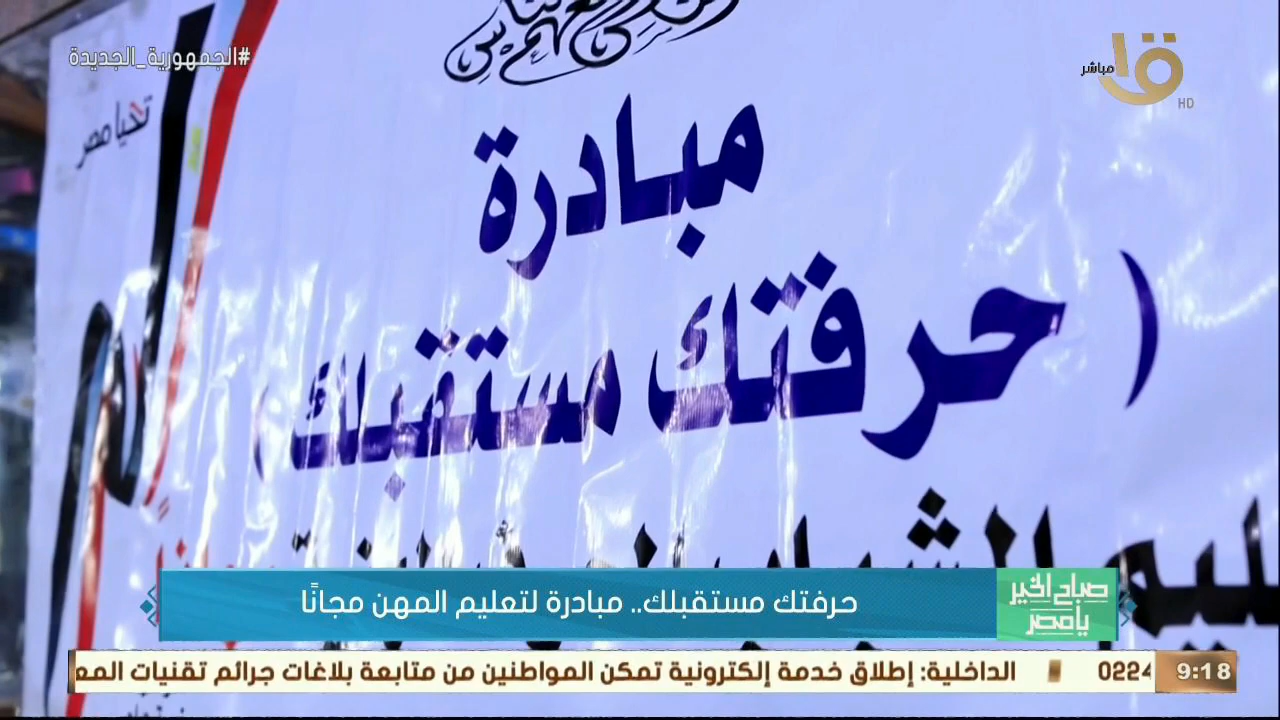 #الجمهورية_الجديدة
مباشر
HD
تحيا مصر
مبادرة
(حرفتك مستقبلك)
صباح الخير
يا مصر
حرفتك مستقبلك.. مبادرة لتعليم المهن مجانًا
9:18
0224
الداخلية: إطلاق خدمة إلكترونية تمكن المواطنين من متابعة بلاغات جرائم تقنيات المع